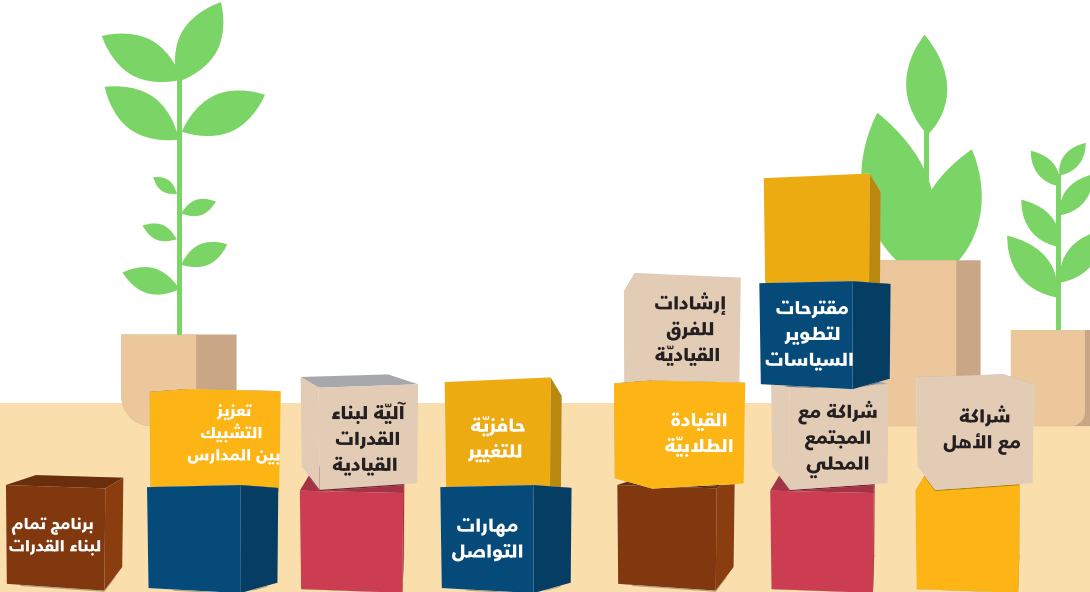 إرشادات
للفرق
القياديّة
مقترحات
لتطوير
السياسات
شراكة
مع الأهل
شراكة مع
المجتمع
المحلي
القيادة
الطلابيّة
حافزيّة
للتغيير
آليّة لبناء
القدرات
القيادية
تعزيز
التشبيك
بين المدارس
مهارات
التواصل
برنامج تمام
لبناء القدرات